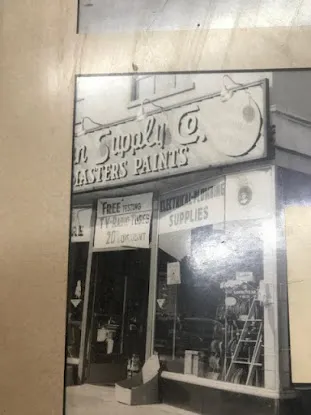 n Supply Co.
MASTERS PAINTS
FREE TESTING
TV-RADIO TUBES
20% DISCOUNT
ELECTRICAL-PLUMBING
SUPPLIES